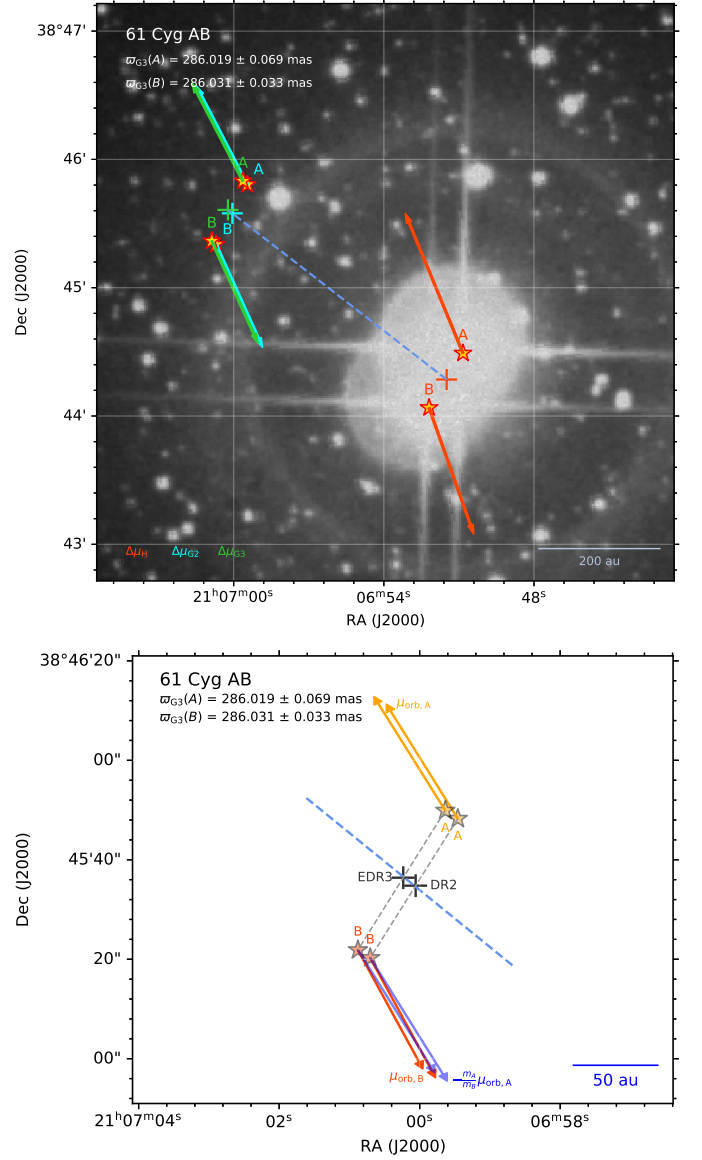 38°47'
61 Cyg AB
ϖG3(A) = 286.019 ± 0.069 mas
ϖG3(B) = 286.031 ± 0.033 mas
46'
A
A
B
B
Dec (J2000)
45'
A
B
44'
43'
ΔμH ΔμG2 ΔμG3
200 au
21ʰ07ᵐ00ˢ 06ᵐ54ˢ 48ˢ
RA (J2000)
38°46'20"
61 Cyg AB
ϖG3(A) = 286.019 ± 0.069 mas
ϖG3(B) = 286.031 ± 0.033 mas
μorb, A
00"
A
A
Dec (J2000)
45'40"
EDR3
DR2
B
B
20"
00"
μorb, B
−mA/mB μorb, A
50 au
21ʰ07ᵐ04ˢ 02ˢ 00ˢ 06ᵐ58ˢ
RA (J2000)